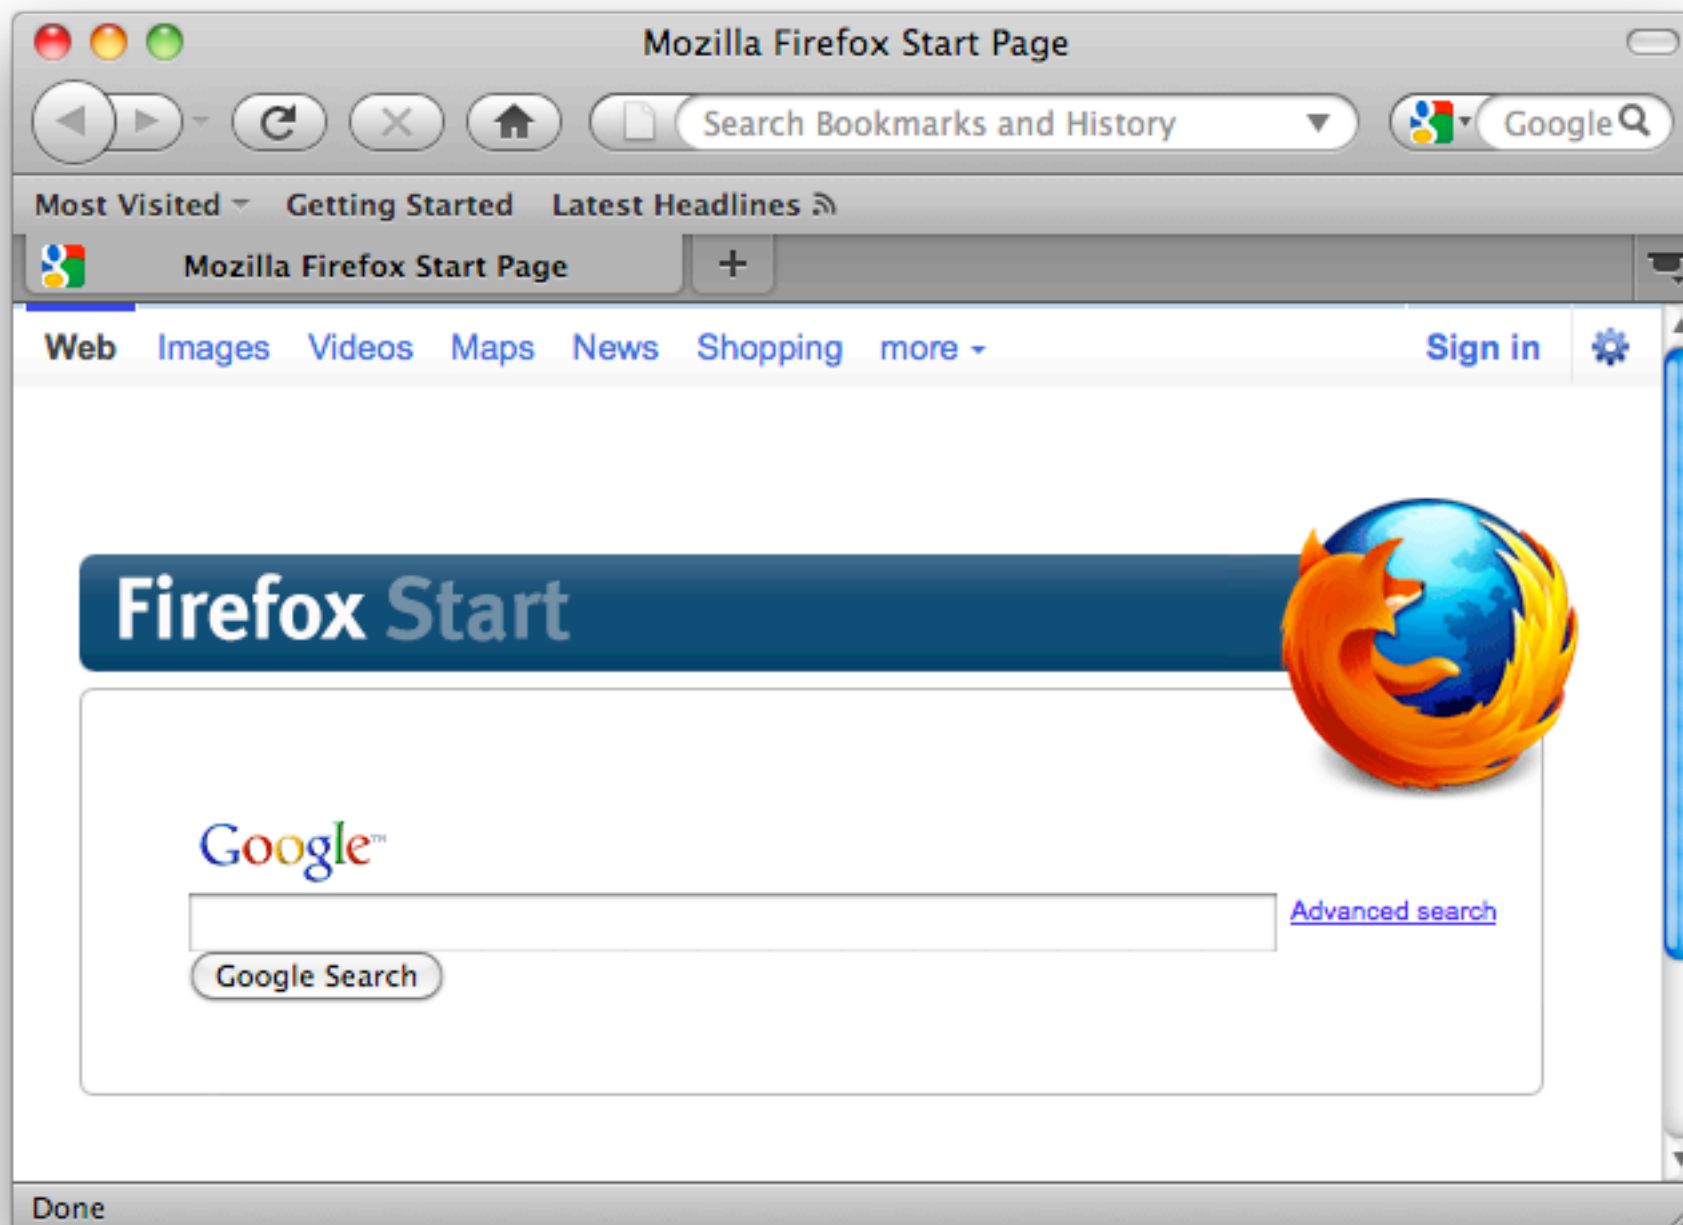 Mozilla Firefox Start Page
Search Bookmarks and History
Google
Most Visited Getting Started Latest Headlines
Mozilla Firefox Start Page +
Web Images Videos Maps News Shopping more Sign in
Firefox Start
Google™
Advanced search
Google Search
Done